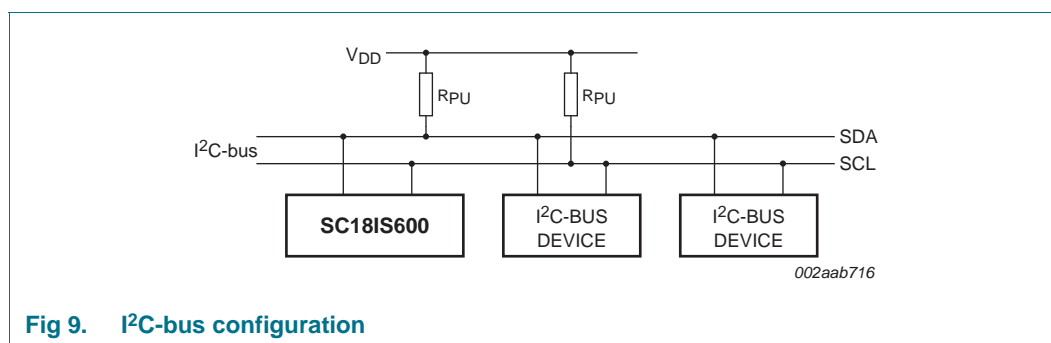 VDD
RPU RPU
SDA
I²C-bus
SCL
SC18IS600 I²C-BUS DEVICE I²C-BUS DEVICE
002aab716
Fig 9. I²C-bus configuration